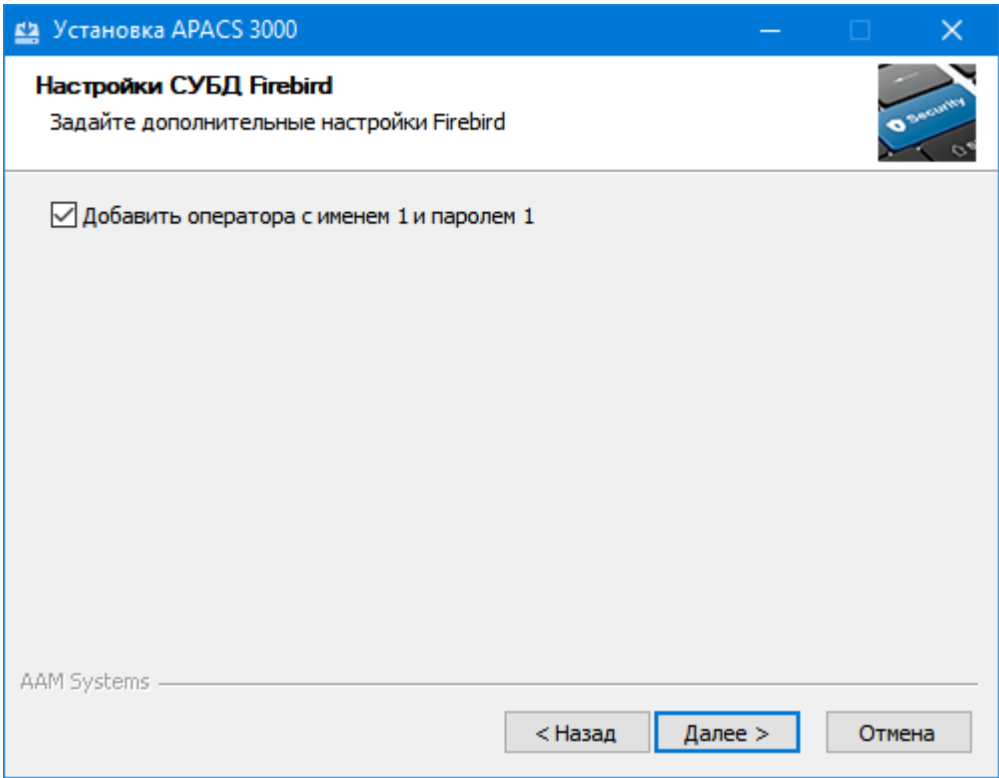 Установка APACS 3000
Настройки СУБД Firebird
Задайте дополнительные настройки Firebird
Security
Добавить оператора с именем 1 и паролем 1
AAM Systems
< Назад
Далее >
Отмена